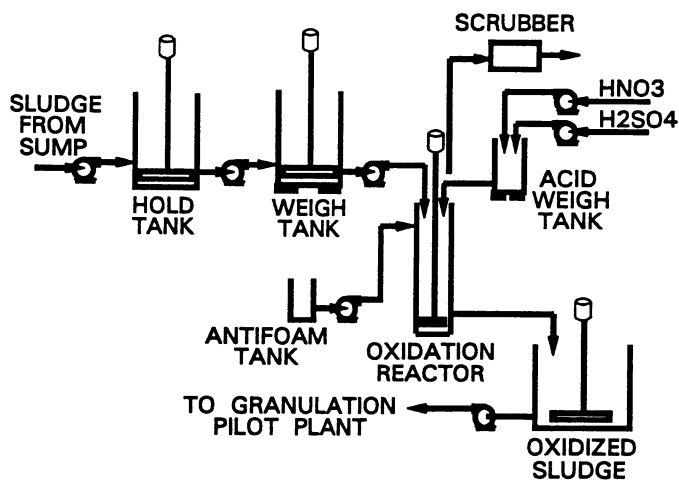 SCRUBBER
HNO3
H2SO4
SLUDGE
FROM
SUMP
HOLD
TANK
WEIGH
TANK
ACID
WEIGH
TANK
ANTIFOAM
TANK
OXIDATION
REACTOR
TO GRANULATION
PILOT PLANT
OXIDIZED
SLUDGE